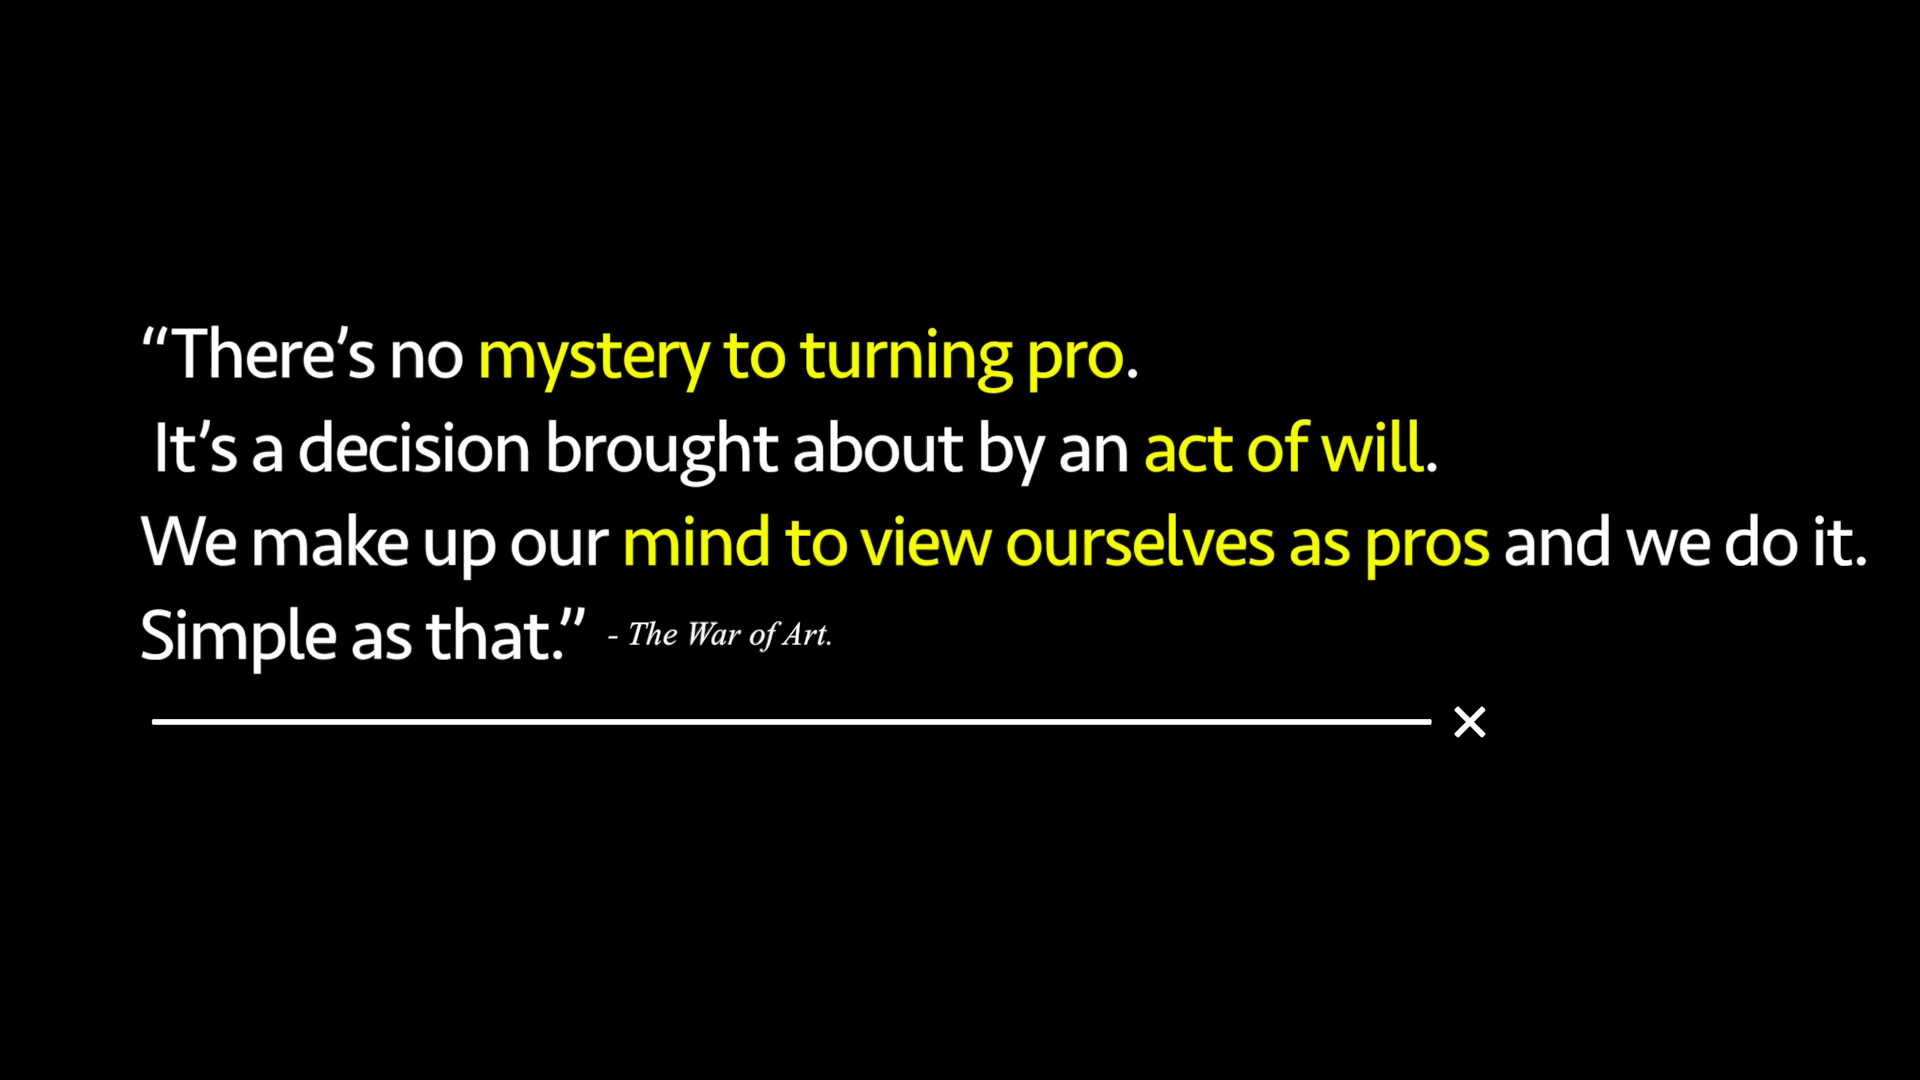 “There’s no mystery to turning pro.
It’s a decision brought about by an act of will.
We make up our mind to view ourselves as pros and we do it.
Simple as that.” - The War of Art.